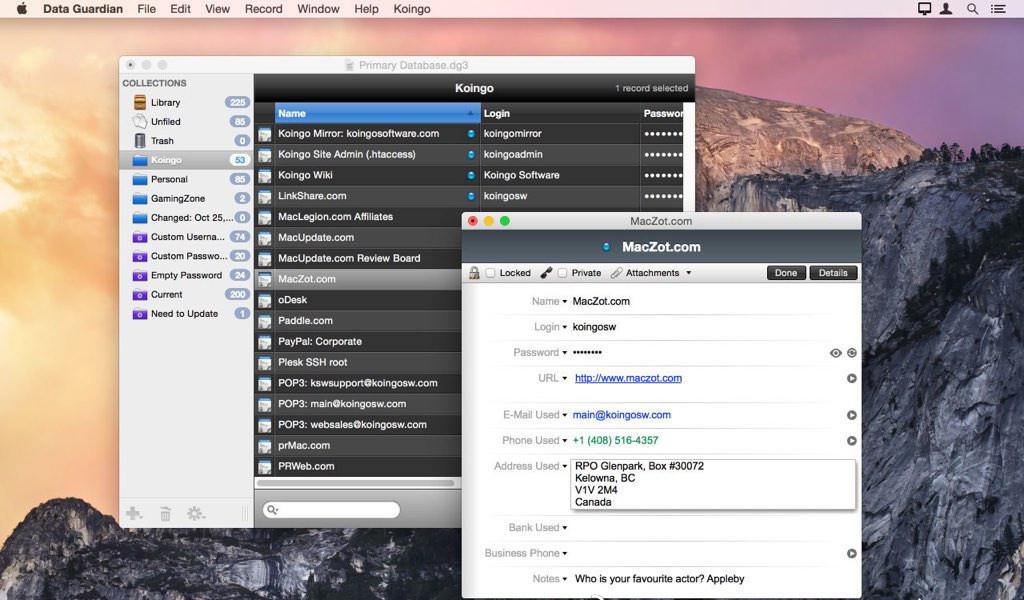 Data Guardian File Edit View Record Window Help Koingo
Primary Database.dg3
COLLECTIONS
Library 225
Unfiled 85
Trash 0
Koingo 53
Personal 85
GamingZone 2
Changed: Oct 25,... 0
Custom Userna... 74
Custom Passwo... 20
Empty Password 24
Current 200
Need to Update 1
Koingo 1 record selected
Name Login Passwor
Koingo Mirror: koingosoftware.com koingomirror •••••••
Koingo Site Admin (.htaccess) koingoadmin •••••••
Koingo Wiki Koingo Software •••••••
LinkShare.com koingosw •••••••
MacLegion.com Affiliates
MacUpdate.com
MacUpdate.com Review Board
MacZot.com
oDesk
Paddle.com
PayPal: Corporate
Plesk SSH root
POP3: kswsupport@koingosw.com
POP3: main@koingosw.com
POP3: websales@koingosw.com
prMac.com
PRWeb.com
MacZot.com
MacZot.com
Locked Private Attachments Done Details
Name MacZot.com
Login koingosw
Password ••••••••
URL http://www.maczot.com
E-Mail Used main@koingosw.com
Phone Used +1 (408) 516-4357
Address Used RPO Glenpark, Box #30072
Kelowna, BC
V1V 2M4
Canada
Bank Used
Business Phone
Notes Who is your favourite actor? Appleby